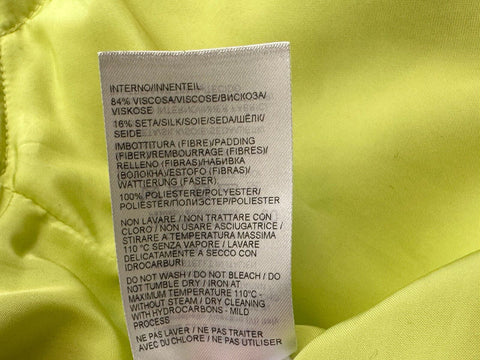 INTERNO/INNENTEIL
84% VISCOSA/VISCOSE/ВИСКОЗА/
VISKOSE
16% SETA/SILK/SOIE/SEDA/ШЁЛК/
SEIDE
IMBOTTITURA (FIBRE)/PADDING
(FIBER)/REMBOURRAGE (FIBRES)/
RELLENO (FIBRAS)/НАБИВКА
(ВОЛОКНА)/ESTOFO (FIBRAS)/
WATTIERUNG (FASER)
100% POLIESTERE/POLYESTER/
POLIÉSTER/ПОЛИЭСТЕР/POLYESTER
NON LAVARE / NON TRATTARE CON
CLORO / NON USARE ASCIUGATRICE /
STIRARE A TEMPERATURA MASSIMA
110 °C SENZA VAPORE / LAVARE
DELICATAMENTE A SECCO CON
IDROCARBURI
DO NOT WASH / DO NOT BLEACH / DO
NOT TUMBLE DRY / IRON AT
MAXIMUM TEMPERATURE 110°C -
WITHOUT STEAM / DRY CLEANING
WITH HYDROCARBONS - MILD
PROCESS
NE PAS LAVER / NE PAS TRAITER
AVEC DU CHLORE / NE PAS UTILISER